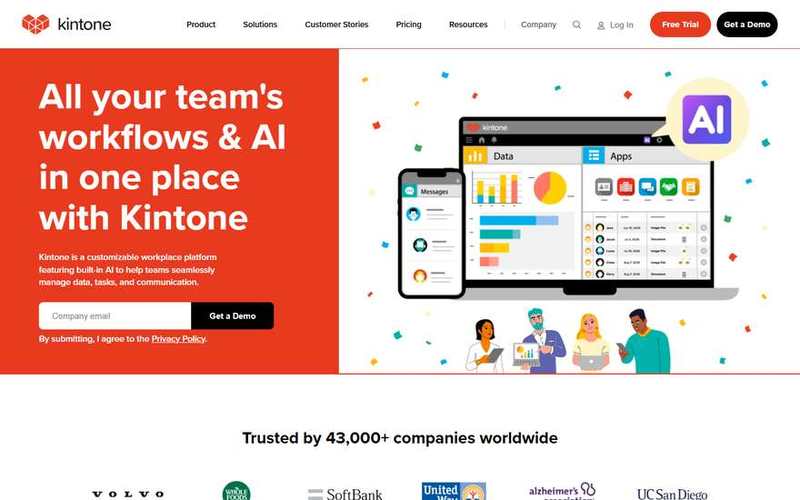 kintone
Product
Solutions
Customer Stories
Pricing
Resources
Company
Log In
Free Trial
Get a Demo
All your team's
workflows & AI
in one place
with Kintone
Kintone is a customizable workplace platform
featuring built-in AI to help teams seamlessly
manage data, tasks, and communication.
Company email
Get a Demo
By submitting, I agree to the Privacy Policy.
AI
kintone
Data
Apps
Messages
Trusted by 43,000+ companies worldwide
VOLVO
WHOLE
FOODS
SoftBank
United
Way
alzheimer's
association
UC San Diego